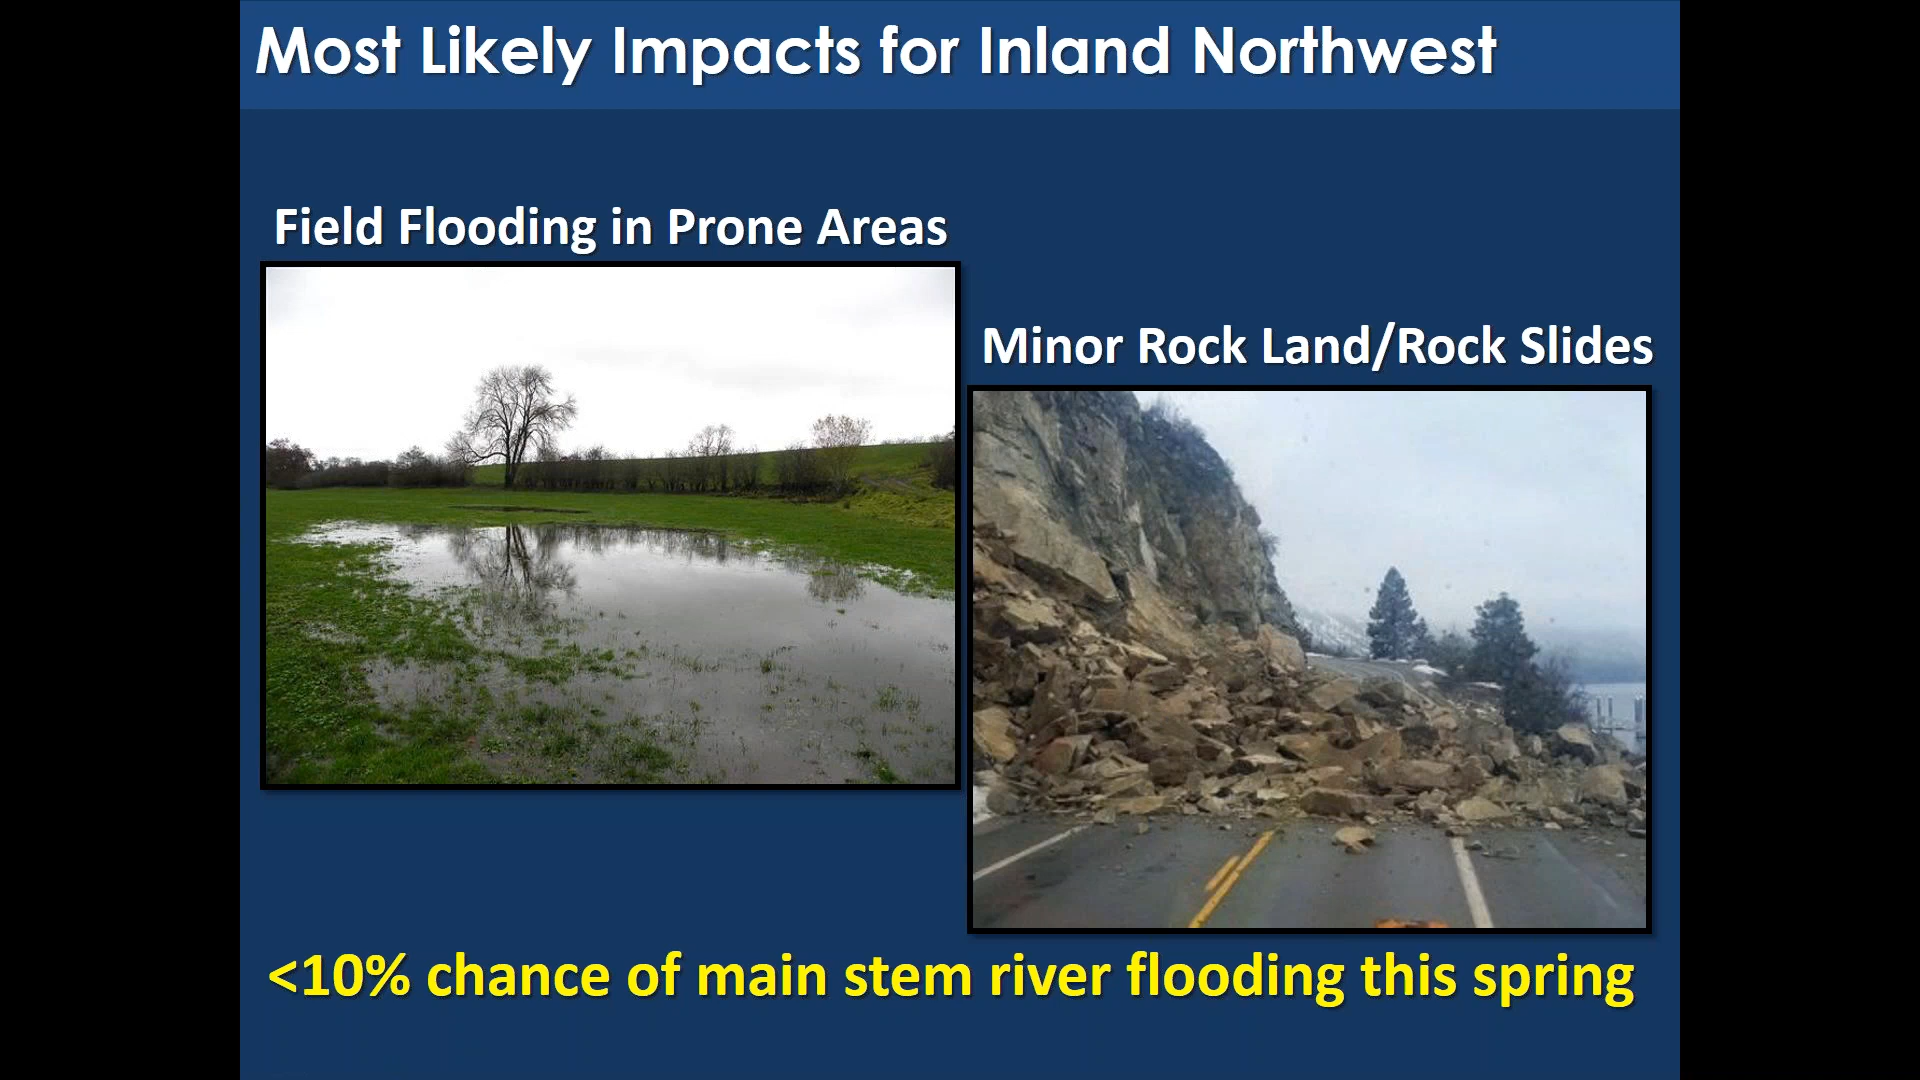 Most Likely Impacts for Inland Northwest
Field Flooding in Prone Areas
Minor Rock Land/Rock Slides
<10% chance of main stem river flooding this spring